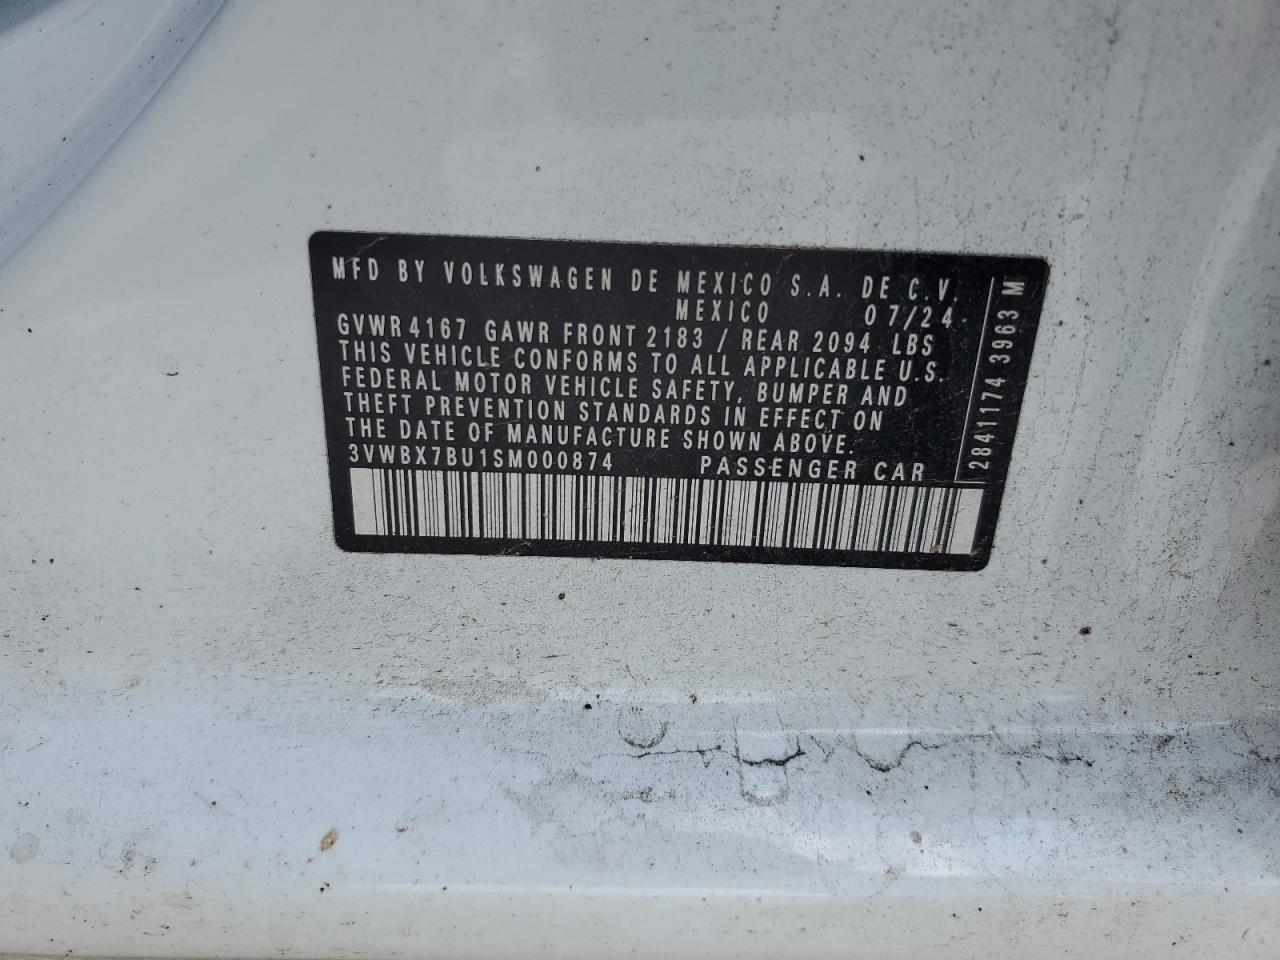 MFD BY VOLKSWAGEN DE MEXICO S.A. DE C.V.
MEXICO 07/24
GVWR 4167 GAWR FRONT 2183 / REAR 2094 LBS
THIS VEHICLE CONFORMS TO ALL APPLICABLE U.S.
FEDERAL MOTOR VEHICLE SAFETY, BUMPER AND
THEFT PREVENTION STANDARDS IN EFFECT ON
THE DATE OF MANUFACTURE SHOWN ABOVE.
3VWBX7BU1SM000874 PASSENGER CAR
2841174 3963 M